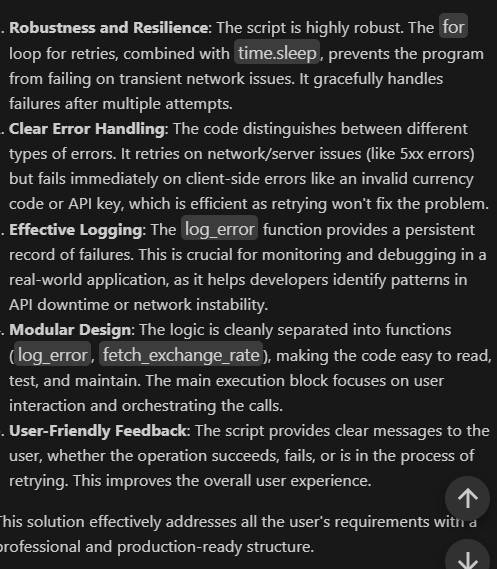 . Robustness and Resilience: The script is highly robust. The for
loop for retries, combined with time.sleep, prevents the program
from failing on transient network issues. It gracefully handles
failures after multiple attempts.
. Clear Error Handling: The code distinguishes between different
types of errors. It retries on network/server issues (like 5xx errors)
but fails immediately on client-side errors like an invalid currency
code or API key, which is efficient as retrying won't fix the problem.
. Effective Logging: The log_error function provides a persistent
record of failures. This is crucial for monitoring and debugging in a
real-world application, as it helps developers identify patterns in
API downtime or network instability.
. Modular Design: The logic is cleanly separated into functions
(log_error, fetch_exchange_rate), making the code easy to read,
test, and maintain. The main execution block focuses on user
interaction and orchestrating the calls.
. User-Friendly Feedback: The script provides clear messages to the
user, whether the operation succeeds, fails, or is in the process of
retrying. This improves the overall user experience.
This solution effectively addresses all the user's requirements with a
professional and production-ready structure.